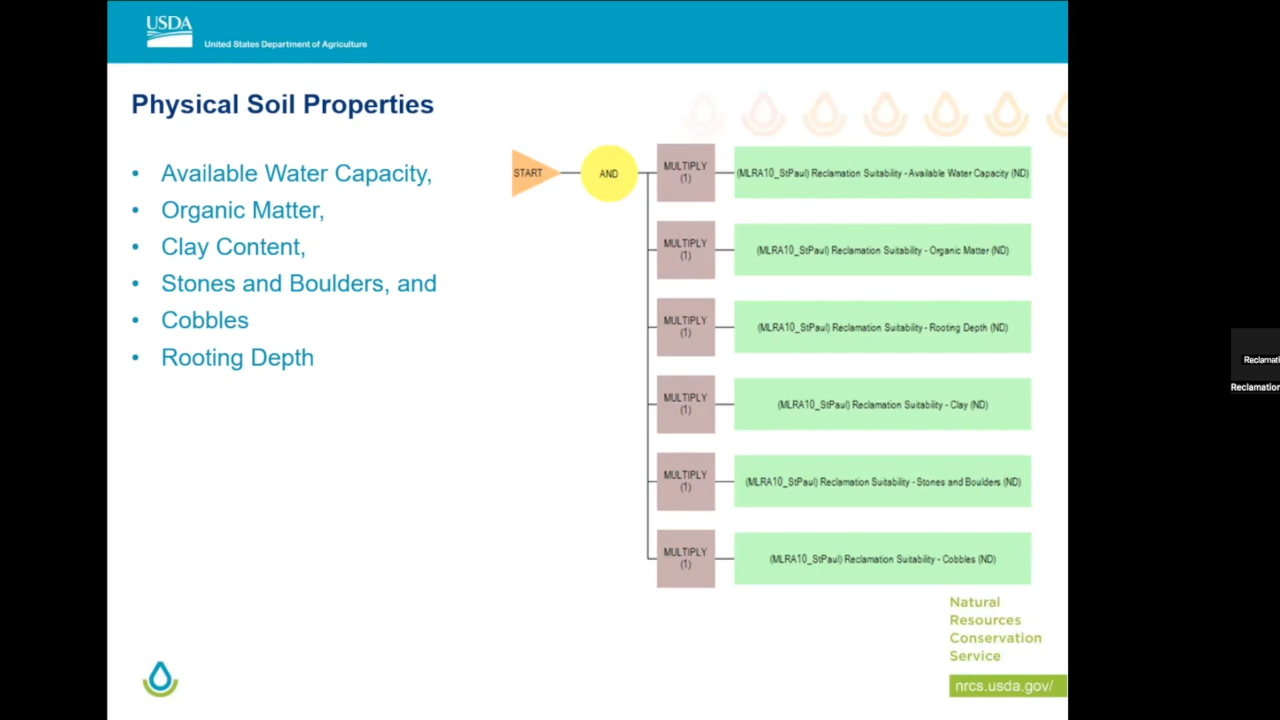 USDA
United States Department of Agriculture
Physical Soil Properties
• Available Water Capacity,
• Organic Matter,
• Clay Content,
• Stones and Boulders, and
• Cobbles
• Rooting Depth
START
AND
MULTIPLY
(1)
(MLRA10_StPaul) Reclamation Suitability - Available Water Capacity (ND)
MULTIPLY
(1)
(MLRA10_StPaul) Reclamation Suitability - Organic Matter (ND)
MULTIPLY
(1)
(MLRA10_StPaul) Reclamation Suitability - Rooting Depth (ND)
MULTIPLY
(1)
(MLRA10_StPaul) Reclamation Suitability - Clay (ND)
MULTIPLY
(1)
(MLRA10_StPaul) Reclamation Suitability - Stones and Boulders (ND)
MULTIPLY
(1)
(MLRA10_StPaul) Reclamation Suitability - Cobbles (ND)
Natural
Resources
Conservation
Service
nrcs.usda.gov/
Reclamati
Reclamation